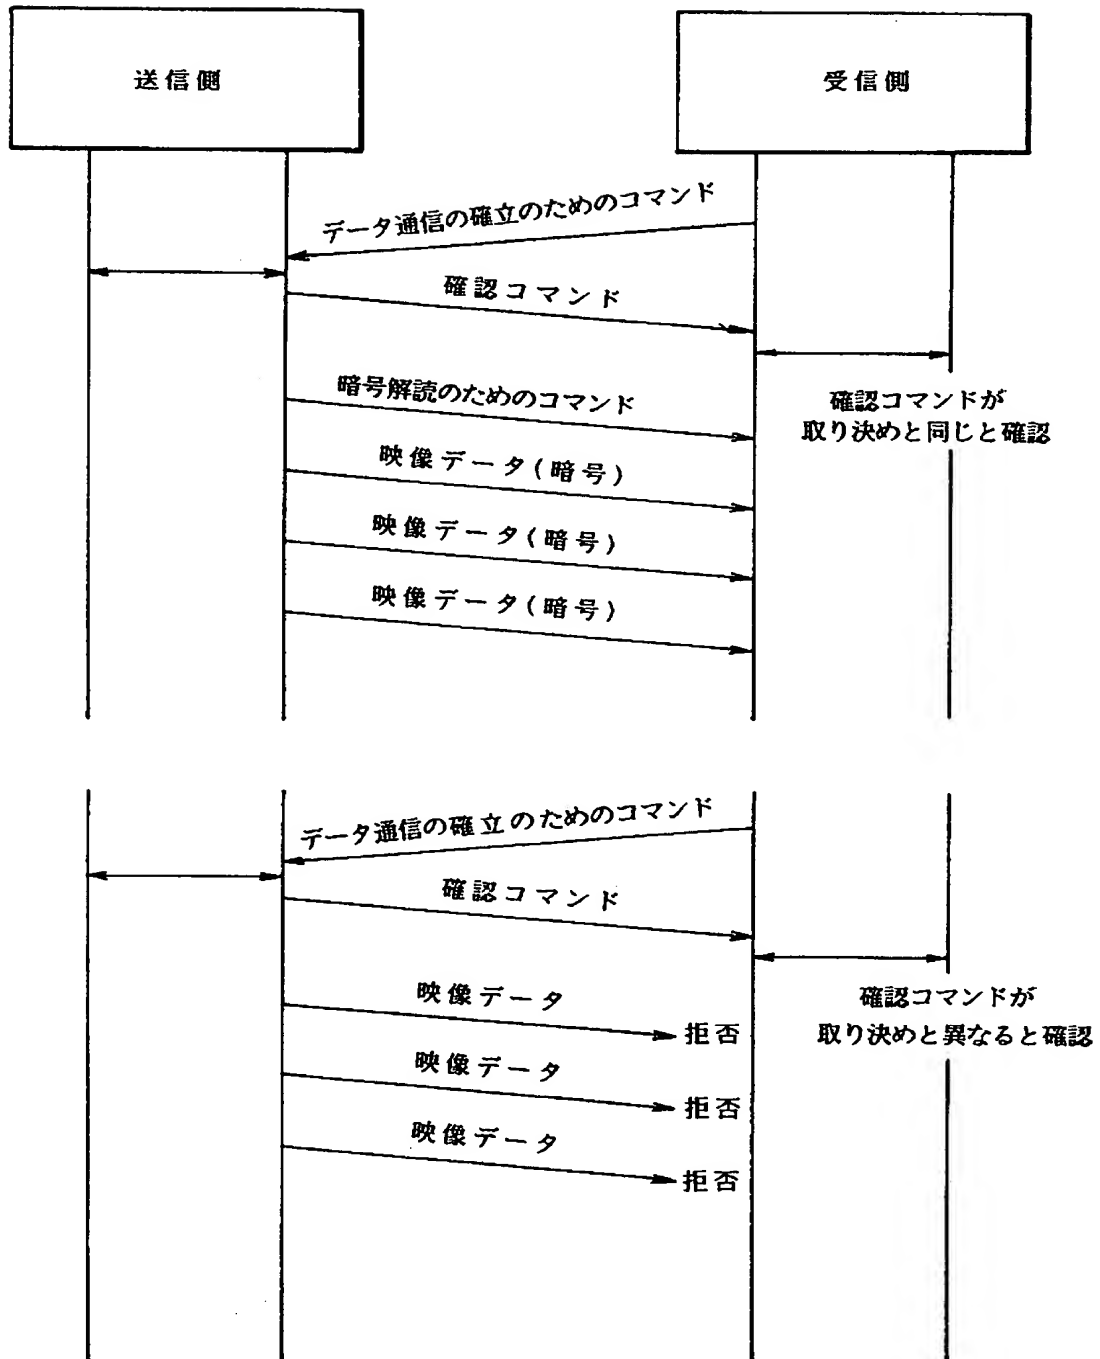 送信側
受信側
データ通信の確立のためのコマンド
確認コマンド
暗号解読のためのコマンド
確認コマンドが
取り決めと同じと確認
映像データ(暗号)
映像データ(暗号)
映像データ(暗号)
データ通信の確立のためのコマンド
確認コマンド
映像データ
拒否
確認コマンドが
取り決めと異なると確認
映像データ
拒否
映像データ
拒否